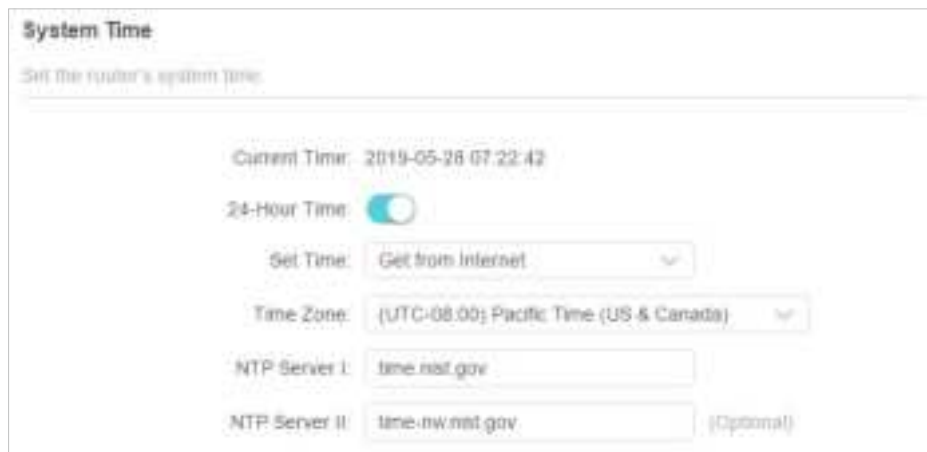 System Time
Set the router's system time.
Current Time: 2019-05-28 07:22:42
24-Hour Time:
Set Time: Get from Internet
Time Zone: (UTC-08:00) Pacific Time (US & Canada)
NTP Server I: time.nist.gov
NTP Server II: time-nw.nist.gov (Optional)